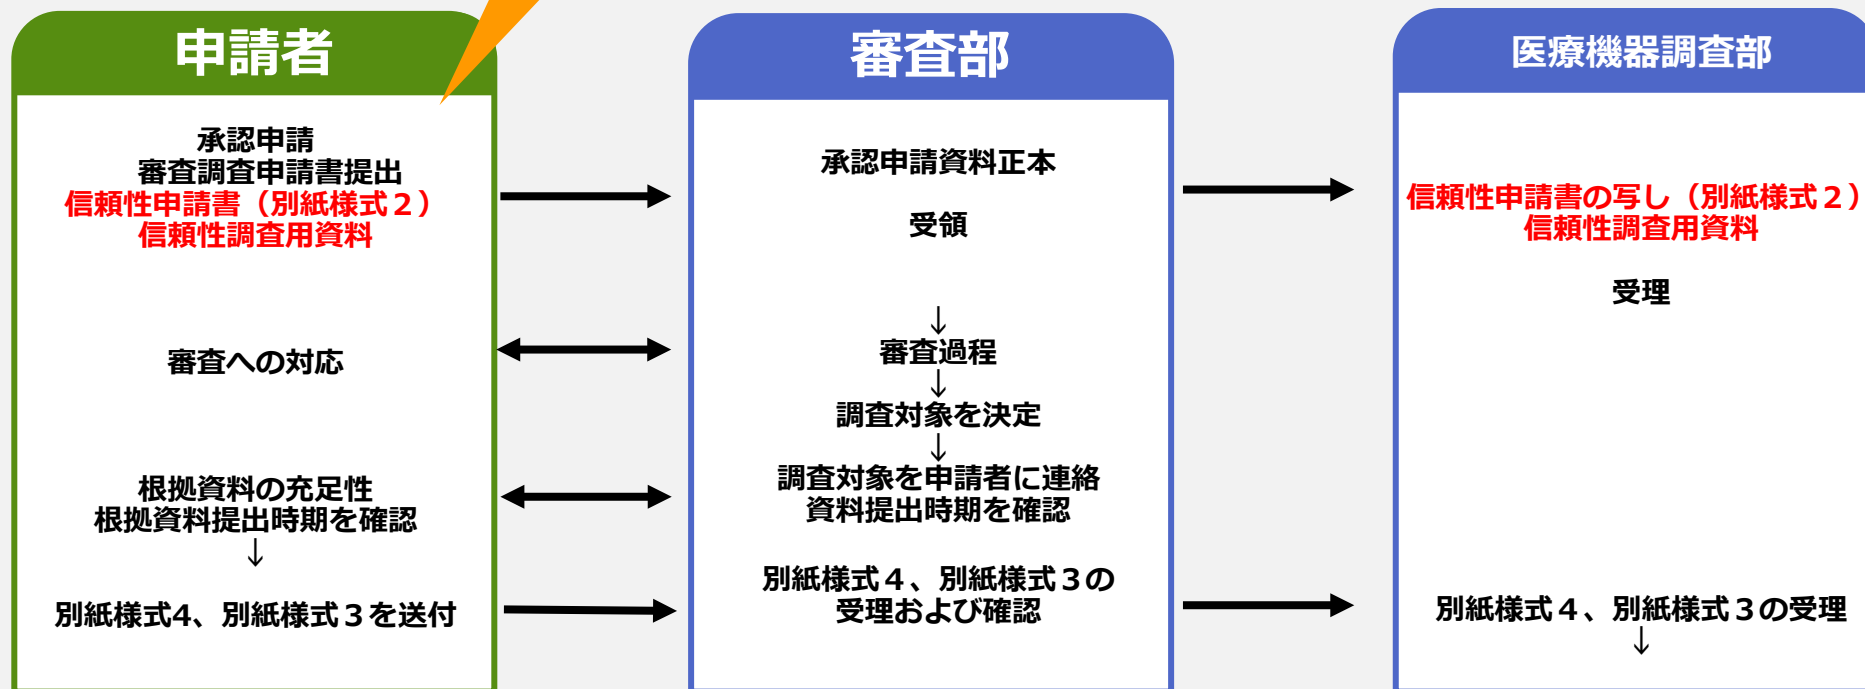 申請者
承認申請
審査調査申請書提出
信頼性申請書（別紙様式２）
信頼性調査用資料
審査への対応
根拠資料の充足性
根拠資料提出時期を確認
↓
別紙様式4、別紙様式３を送付
審査部
承認申請資料正本
受領
↓
審査過程
↓
調査対象を決定
↓
調査対象を申請者に連絡
資料提出時期を確認
別紙様式４、別紙様式３の
受理および確認
医療機器調査部
信頼性申請書の写し（別紙様式２）
信頼性調査用資料
受理
別紙様式４、別紙様式３の受理
↓